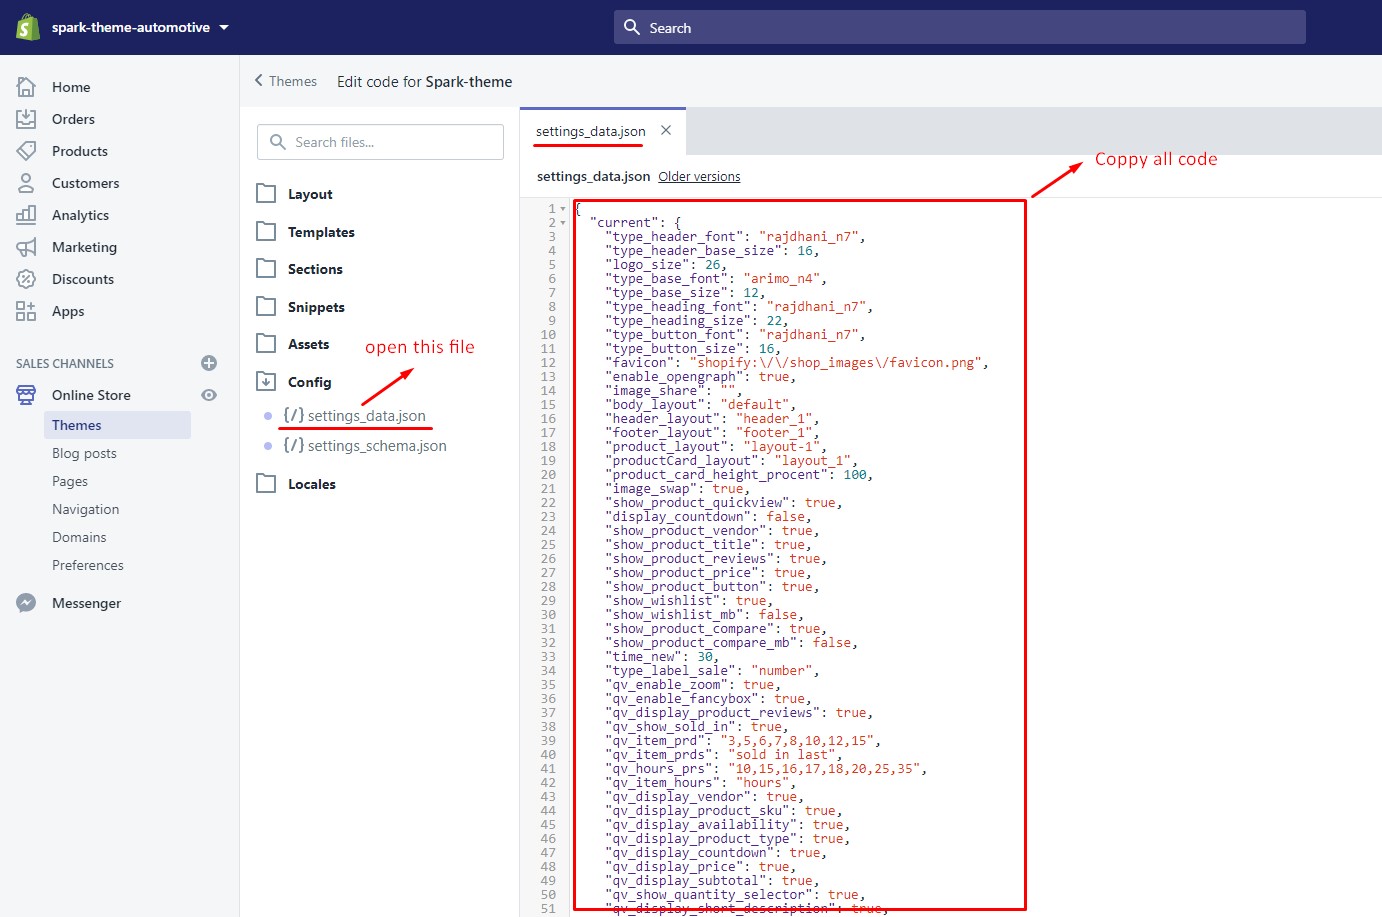 spark-theme-automotive
Search
Home
Orders
Products
Customers
Analytics
Marketing
Discounts
Apps
SALES CHANNELS
Online Store
Themes
Blog posts
Pages
Navigation
Domains
Preferences
Messenger
Themes Edit code for Spark-theme
Search files...
Layout
Templates
Sections
Snippets
Assets
open this file
Config
{/} settings_data.json
{/} settings_schema.json
Locales
settings_data.json
Coppy all code
settings_data.json Older versions
1 {
2 "current": {
3 "type_header_font": "rajdhani_n7",
4 "type_header_base_size": 16,
5 "logo_size": 26,
6 "type_base_font": "arimo_n4",
7 "type_base_size": 12,
8 "type_heading_font": "rajdhani_n7",
9 "type_heading_size": 22,
10 "type_button_font": "rajdhani_n7",
11 "type_button_size": 16,
12 "favicon": "shopify:\/\/shop_images\/favicon.png",
13 "enable_opengraph": true,
14 "image_share": "",
15 "body_layout": "default",
16 "header_layout": "header_1",
17 "footer_layout": "footer_1",
18 "product_layout": "layout-1",
19 "productCard_layout": "layout_1",
20 "product_card_height_procent": 100,
21 "image_swap": true,
22 "show_product_quickview": true,
23 "display_countdown": false,
24 "show_product_vendor": true,
25 "show_product_title": true,
26 "show_product_reviews": true,
27 "show_product_price": true,
28 "show_product_button": true,
29 "show_wishlist": true,
30 "show_wishlist_mb": false,
31 "show_product_compare": true,
32 "show_product_compare_mb": false,
33 "time_new": 30,
34 "type_label_sale": "number",
35 "qv_enable_zoom": true,
36 "qv_enable_fancybox": true,
37 "qv_display_product_reviews": true,
38 "qv_show_sold_in": true,
39 "qv_item_prd": "3,5,6,7,8,10,12,15",
40 "qv_item_prds": "sold in last",
41 "qv_hours_prs": "10,15,16,17,18,20,25,35",
42 "qv_item_hours": "hours",
43 "qv_display_vendor": true,
44 "qv_display_product_sku": true,
45 "qv_display_availability": true,
46 "qv_display_product_type": true,
47 "qv_display_countdown": true,
48 "qv_display_price": true,
49 "qv_display_subtotal": true,
50 "qv_show_quantity_selector": true,
51 "qv_display_short_description": true,